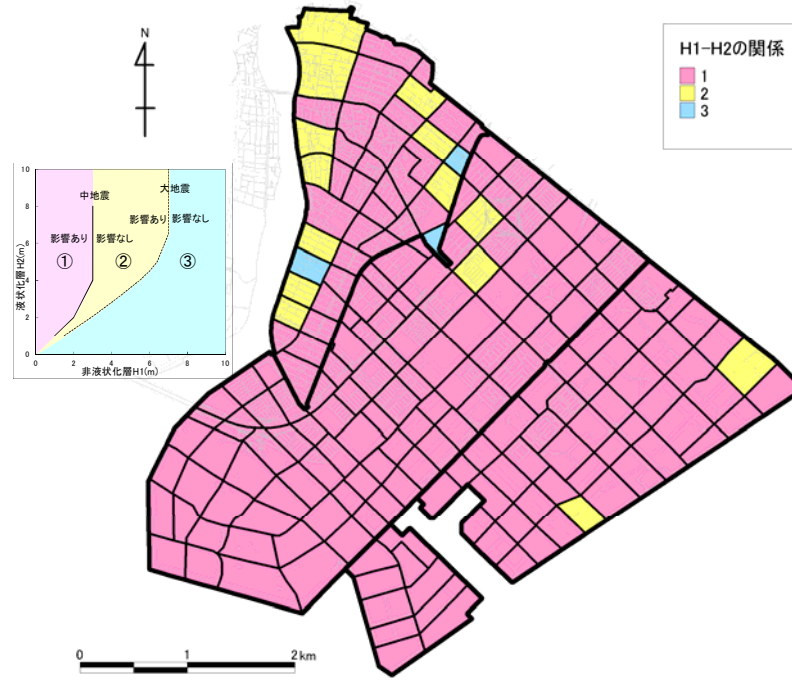 N
H1-H2の関係
1
2
3
10
8
6
4
2
0
液状化層H2(m)
中地震
大地震
影響あり 影響なし
影響あり 影響なし
① ② ③
0 2 4 6 8 10
非液状化層H1(m)
0 1 2km